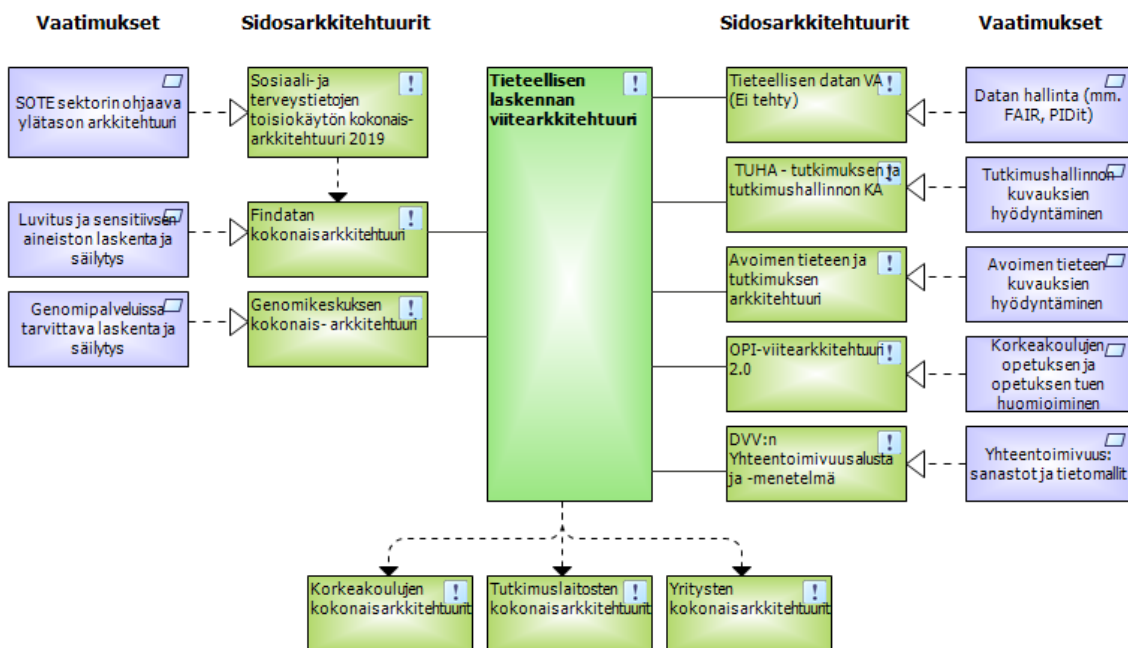 Vaatimukset
Sidosarkkitehtuurit
Sidosarkkitehtuurit
Vaatimukset
SOTE sektorin ohjaava
ylätason arkkitehtuuri
Sosiaali- ja
terveystietojen
toisiokäytön kokonais-
arkkitehtuuri 2019
Luvitus ja sensitiivsen
aineiston laskenta ja
säilytys
Findatan
kokonaisarkkitehtuuri
Genomipalveluissa
tarvittava laskenta ja
säilytys
Genomikeskuksen
kokonais- arkkitehtuuri
Tieteellisen
laskennan
viitearkkitehtuuri
Tieteellisen datan VA
(Ei tehty)
Datan hallinta (mm.
FAIR, PIDit)
TUHA - tutkimuksen ja
tutkimushallinnon KA
Tutkimushallinnon
kuvauksien
hyödyntäminen
Avoimen tieteen ja
tutkimuksen
arkkitehtuuri
Avoimen tieteen
kuvauksien
hyödyntäminen
OPI-viitearkkitehtuuri
2.0
Korkeakoulujen
opetuksen ja
opetuksen tuen
huomioiminen
DVV:n
Yhteentoimivuusalusta
ja -menetelmä
Yhteentoimivuus:
sanastot ja tietomallit
Korkeakoulujen
kokonaisarkkitehtuurit
Tutkimuslaitosten
kokonaisarkkitehtuurit
Yritysten
kokonaisarkkitehtuurit